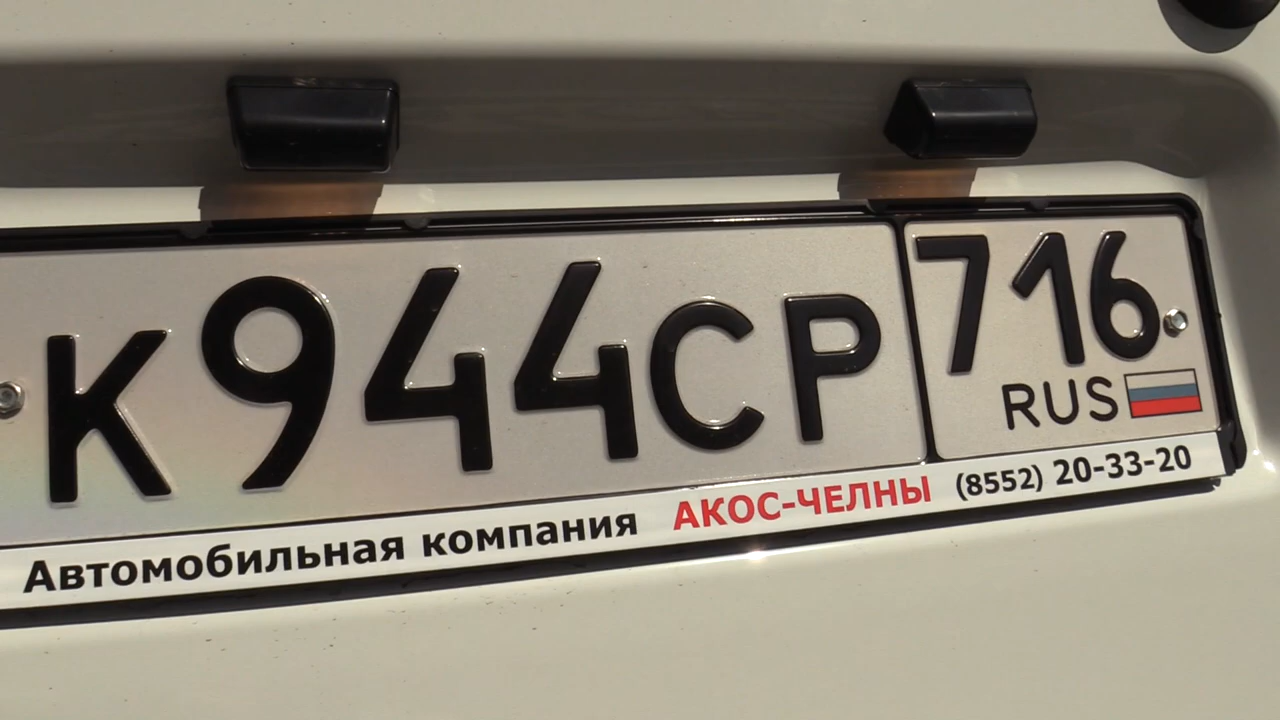 К944СР 716
RUS
Автомобильная компания АКОС-ЧЕЛНЫ (8552) 20-33-20